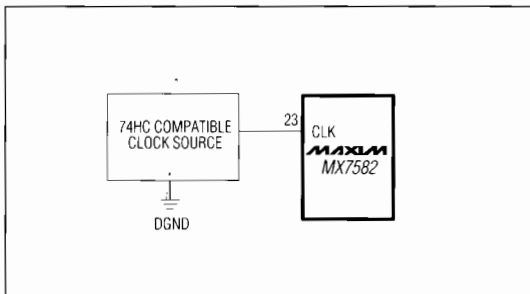 74HC COMPATIBLE
CLOCK SOURCE
DGND
23
CLK
MAXIM
MX7582